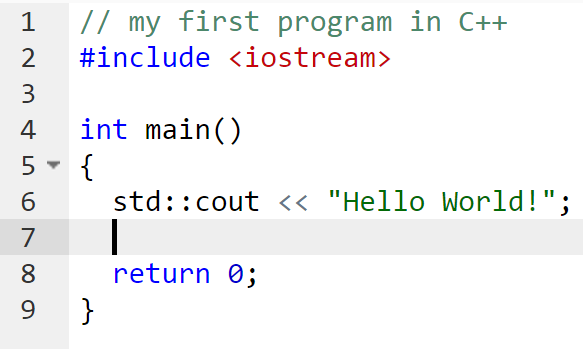 1 // my first program in C++
2 #include <iostream>
3
4 int main()
5 {
6   std::cout << "Hello World!";
7
8   return 0;
9 }